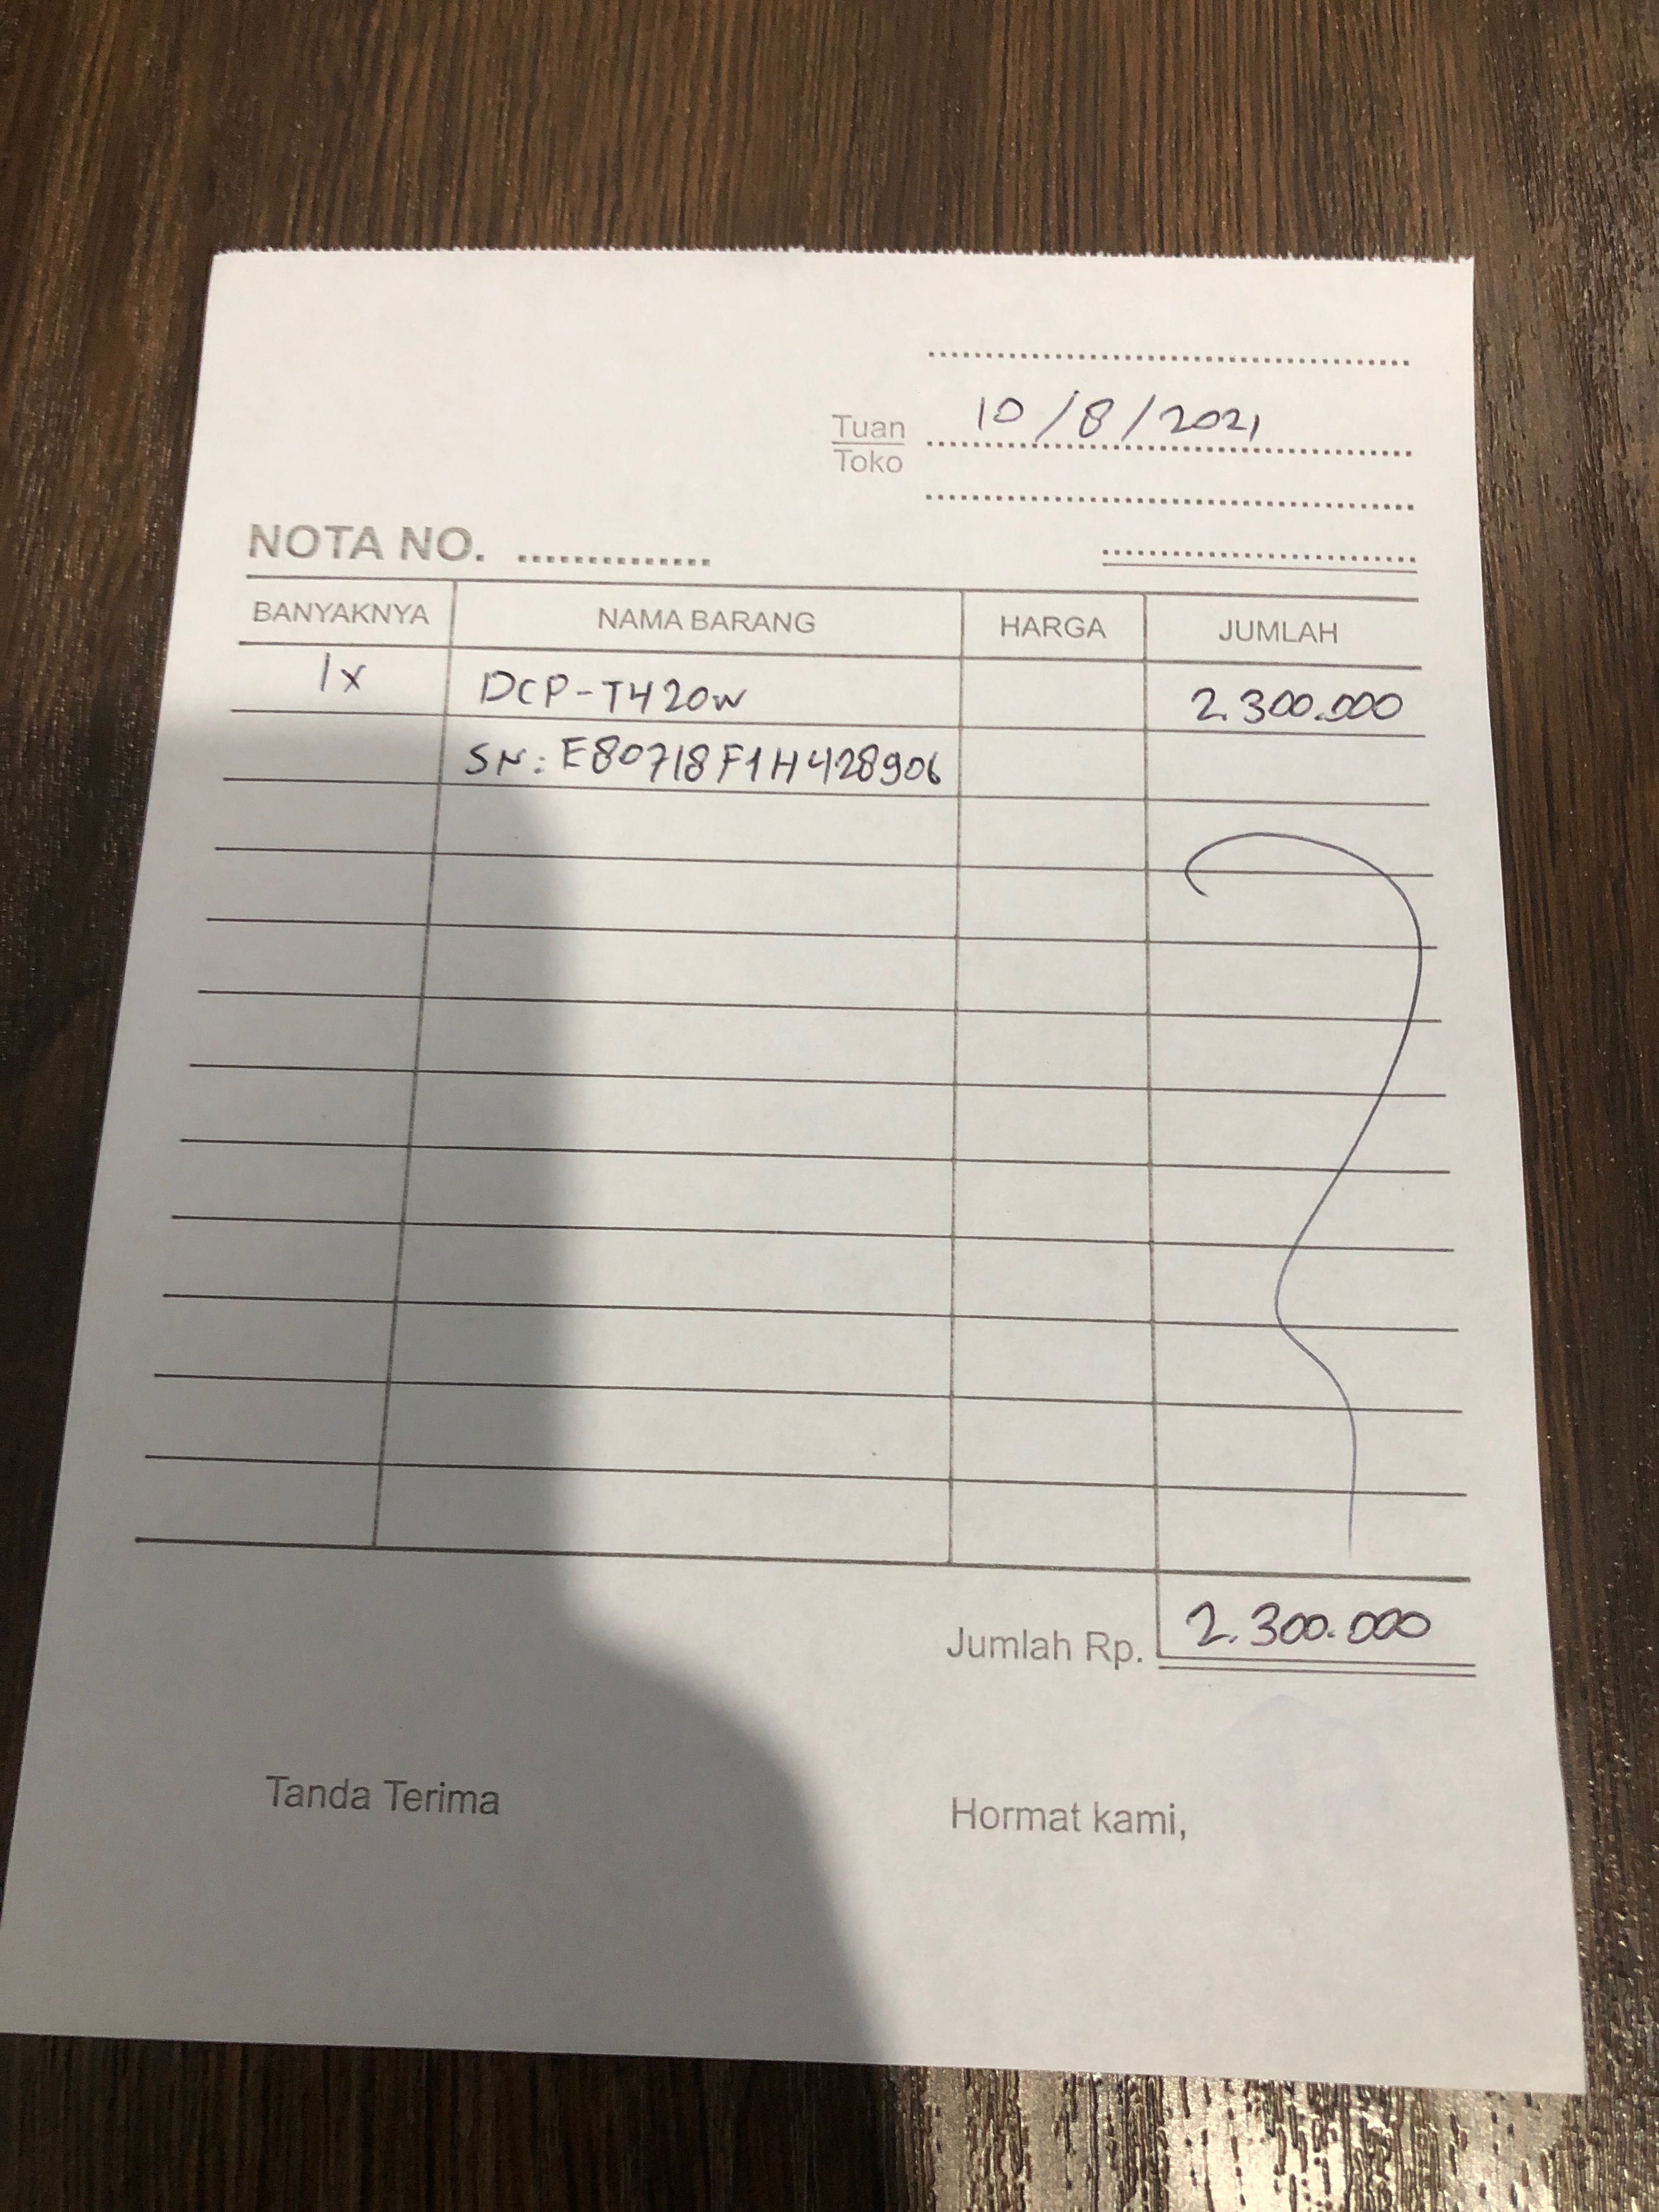 10/8/2021
Tuan
Toko
NOTA NO.
BANYAKNYA NAMA BARANG HARGA JUMLAH
1x DCP-T420W 2.300.000
SN: E80718F1H428906
Jumlah Rp. 2.300.000
Tanda Terima Hormat kami,